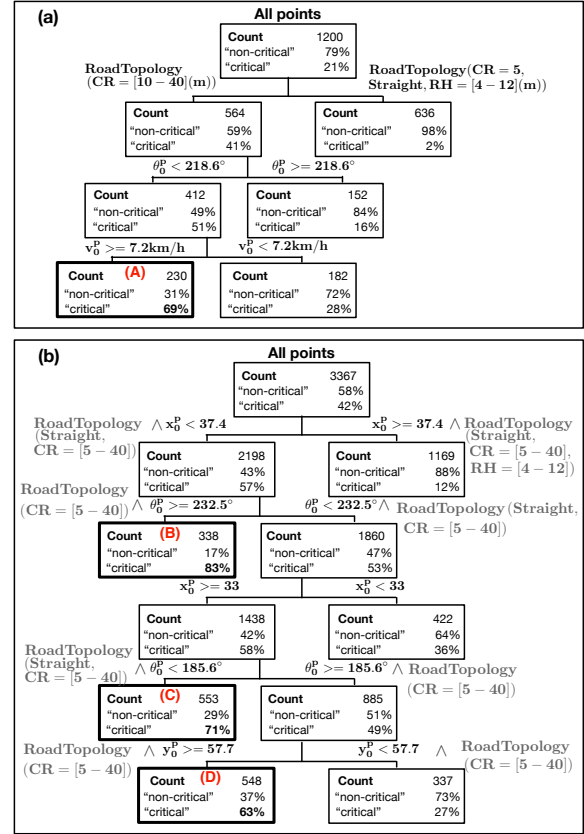 (a)
All points
Count 1200
"non-critical" 79%
"critical" 21%
RoadTopology
(CR = [10 − 40](m))
RoadTopology(CR = 5,
Straight, RH = [4 − 12](m))
Count 564
"non-critical" 59%
"critical" 41%
Count 636
"non-critical" 98%
"critical" 2%
θ₀ᴾ < 218.6° θ₀ᴾ >= 218.6°
Count 412
"non-critical" 49%
"critical" 51%
Count 152
"non-critical" 84%
"critical" 16%
v₀ᴾ >= 7.2km/h v₀ᴾ < 7.2km/h
Count (A) 230
"non-critical" 31%
"critical" 69%
Count 182
"non-critical" 72%
"critical" 28%
(b)
All points
Count 3367
"non-critical" 58%
"critical" 42%
RoadTopology ∧ x₀ᴾ < 37.4
(Straight,
CR = [5 − 40])
x₀ᴾ >= 37.4 ∧ RoadTopology
(Straight,
CR = [5 − 40],
RH = [4 − 12])
Count 2198
"non-critical" 43%
"critical" 57%
Count 1169
"non-critical" 88%
"critical" 12%
RoadTopology
(CR = [5 − 40]) ∧ θ₀ᴾ >= 232.5°
θ₀ᴾ < 232.5° ∧ RoadTopology(Straight,
CR = [5 − 40])
Count (B) 338
"non-critical" 17%
"critical" 83%
Count 1860
"non-critical" 47%
"critical" 53%
x₀ᴾ >= 33 x₀ᴾ < 33
Count 1438
"non-critical" 42%
"critical" 58%
Count 422
"non-critical" 64%
"critical" 36%
RoadTopology
(Straight, ∧ θ₀ᴾ < 185.6°
CR = [5 − 40])
θ₀ᴾ >= 185.6° ∧ RoadTopology
(CR = [5 − 40])
Count (C) 553
"non-critical" 29%
"critical" 71%
Count 885
"non-critical" 51%
"critical" 49%
RoadTopology ∧ y₀ᴾ >= 57.7
(CR = [5 − 40])
y₀ᴾ < 57.7 ∧ RoadTopology
(CR = [5 − 40])
Count (D) 548
"non-critical" 37%
"critical" 63%
Count 337
"non-critical" 73%
"critical" 27%